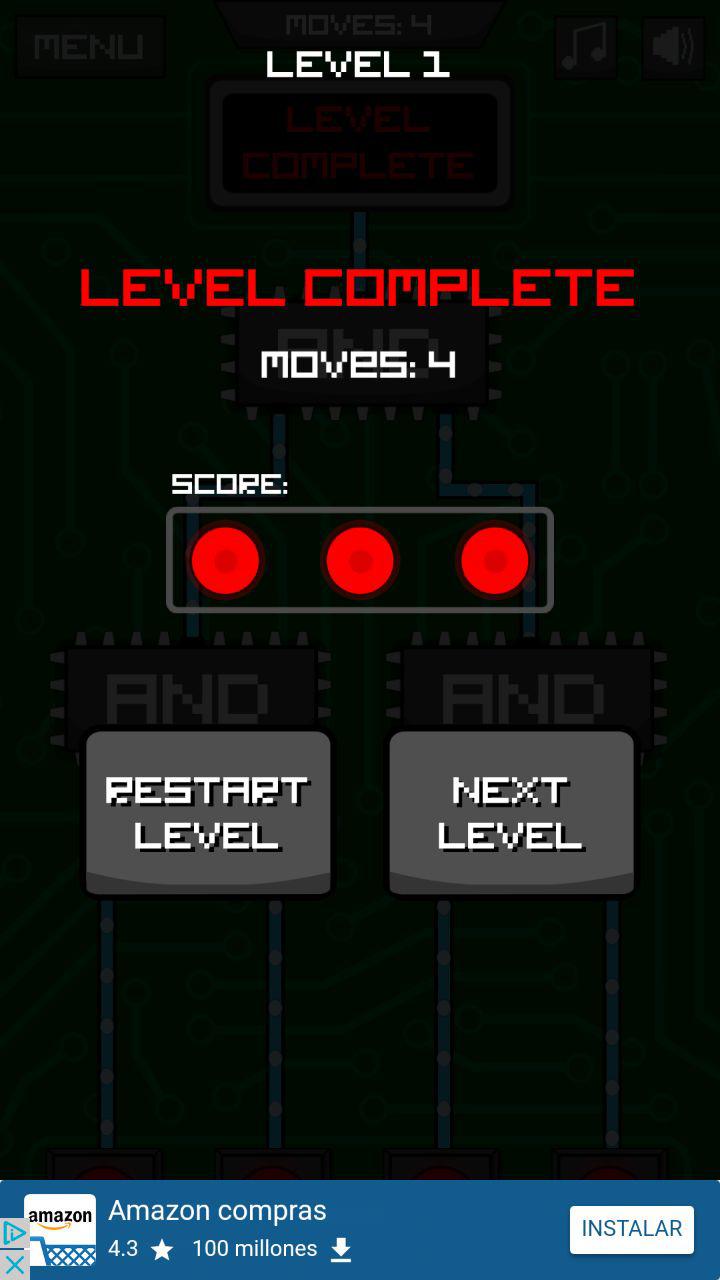 MENU
MOVES: 4
LEVEL 1
LEVEL
COMPLETE
LEVEL COMPLETE
AND
MOVES: 4
SCORE:
AND
AND
RESTART
LEVEL
NEXT
LEVEL
amazon
Amazon compras
4.3
100 millones
INSTALAR